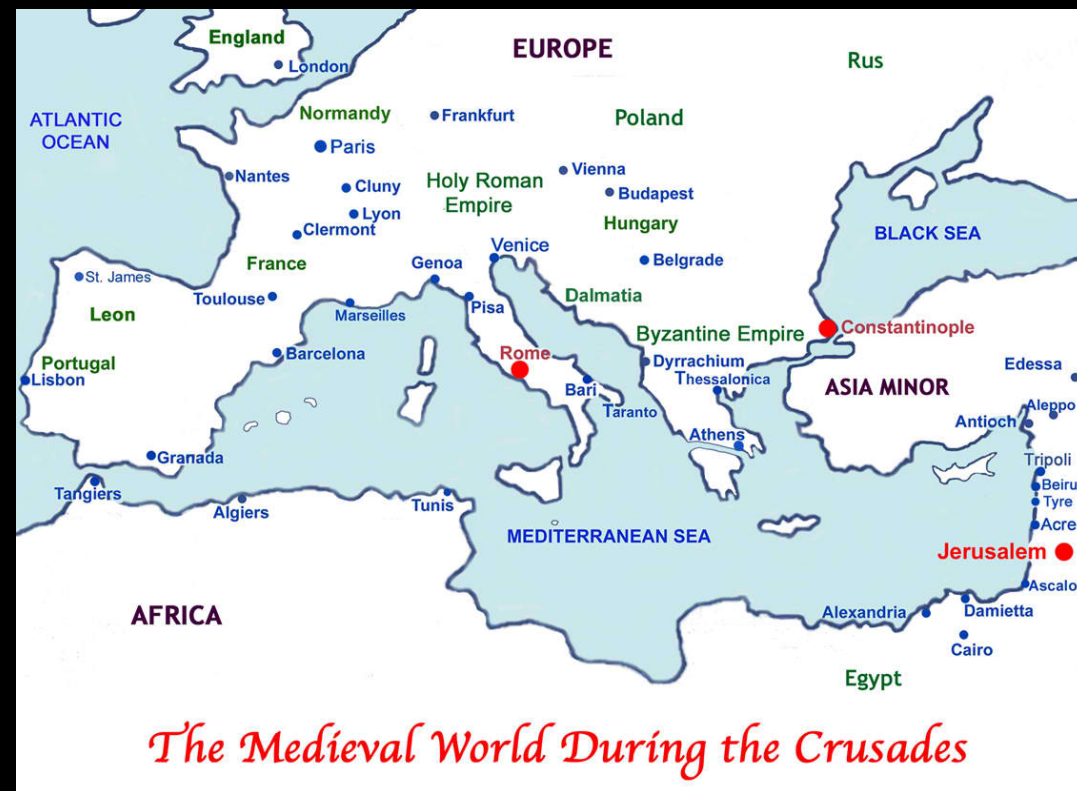 England
London
EUROPE
Rus
ATLANTIC
OCEAN
Normandy
Frankfurt
Poland
Paris
Nantes
Cluny
Holy Roman
Empire
Vienna
Budapest
Lyon
Clermont
Hungary
BLACK SEA
Venice
France
Genoa
Belgrade
St. James
Toulouse
Marseilles
Pisa
Dalmatia
Leon
Byzantine Empire
Constantinople
Barcelona
Rome
Dyrrachium
Portugal
Lisbon
Thessalonica
Edessa
Bari
ASIA MINOR
Taranto
Aleppo
Antioch
Athens
Granada
Tripoli
Tangiers
Algiers
Tunis
Beiru
Tyre
MEDITERRANEAN SEA
Acre
Jerusalem
Ascalo
AFRICA
Alexandria
Damietta
Cairo
Egypt
The Medieval World During the Crusades